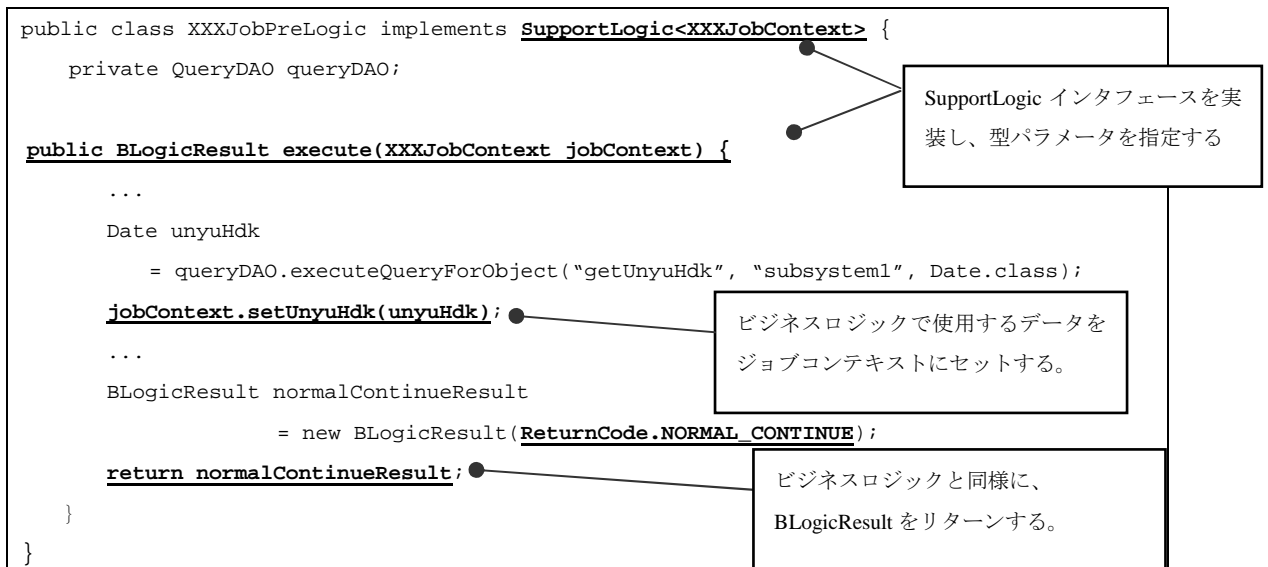 public class XXXJobPreLogic implements SupportLogic<XXXJobContext> {
private QueryDAO queryDAO;
SupportLogic インタフェースを実
装し、型パラメータを指定する
public BLogicResult execute(XXXJobContext jobContext) {
...
Date unyuHdk
= queryDAO.executeQueryForObject(“getUnyuHdk”, “subsystem1”, Date.class);
jobContext.setUnyuHdk(unyuHdk);
ビジネスロジックで使用するデータを
ジョブコンテキストにセットする。
...
BLogicResult normalContinueResult
= new BLogicResult(ReturnCode.NORMAL_CONTINUE);
return normalContinueResult;
ビジネスロジックと同様に、
BLogicResult をリターンする。
}
}